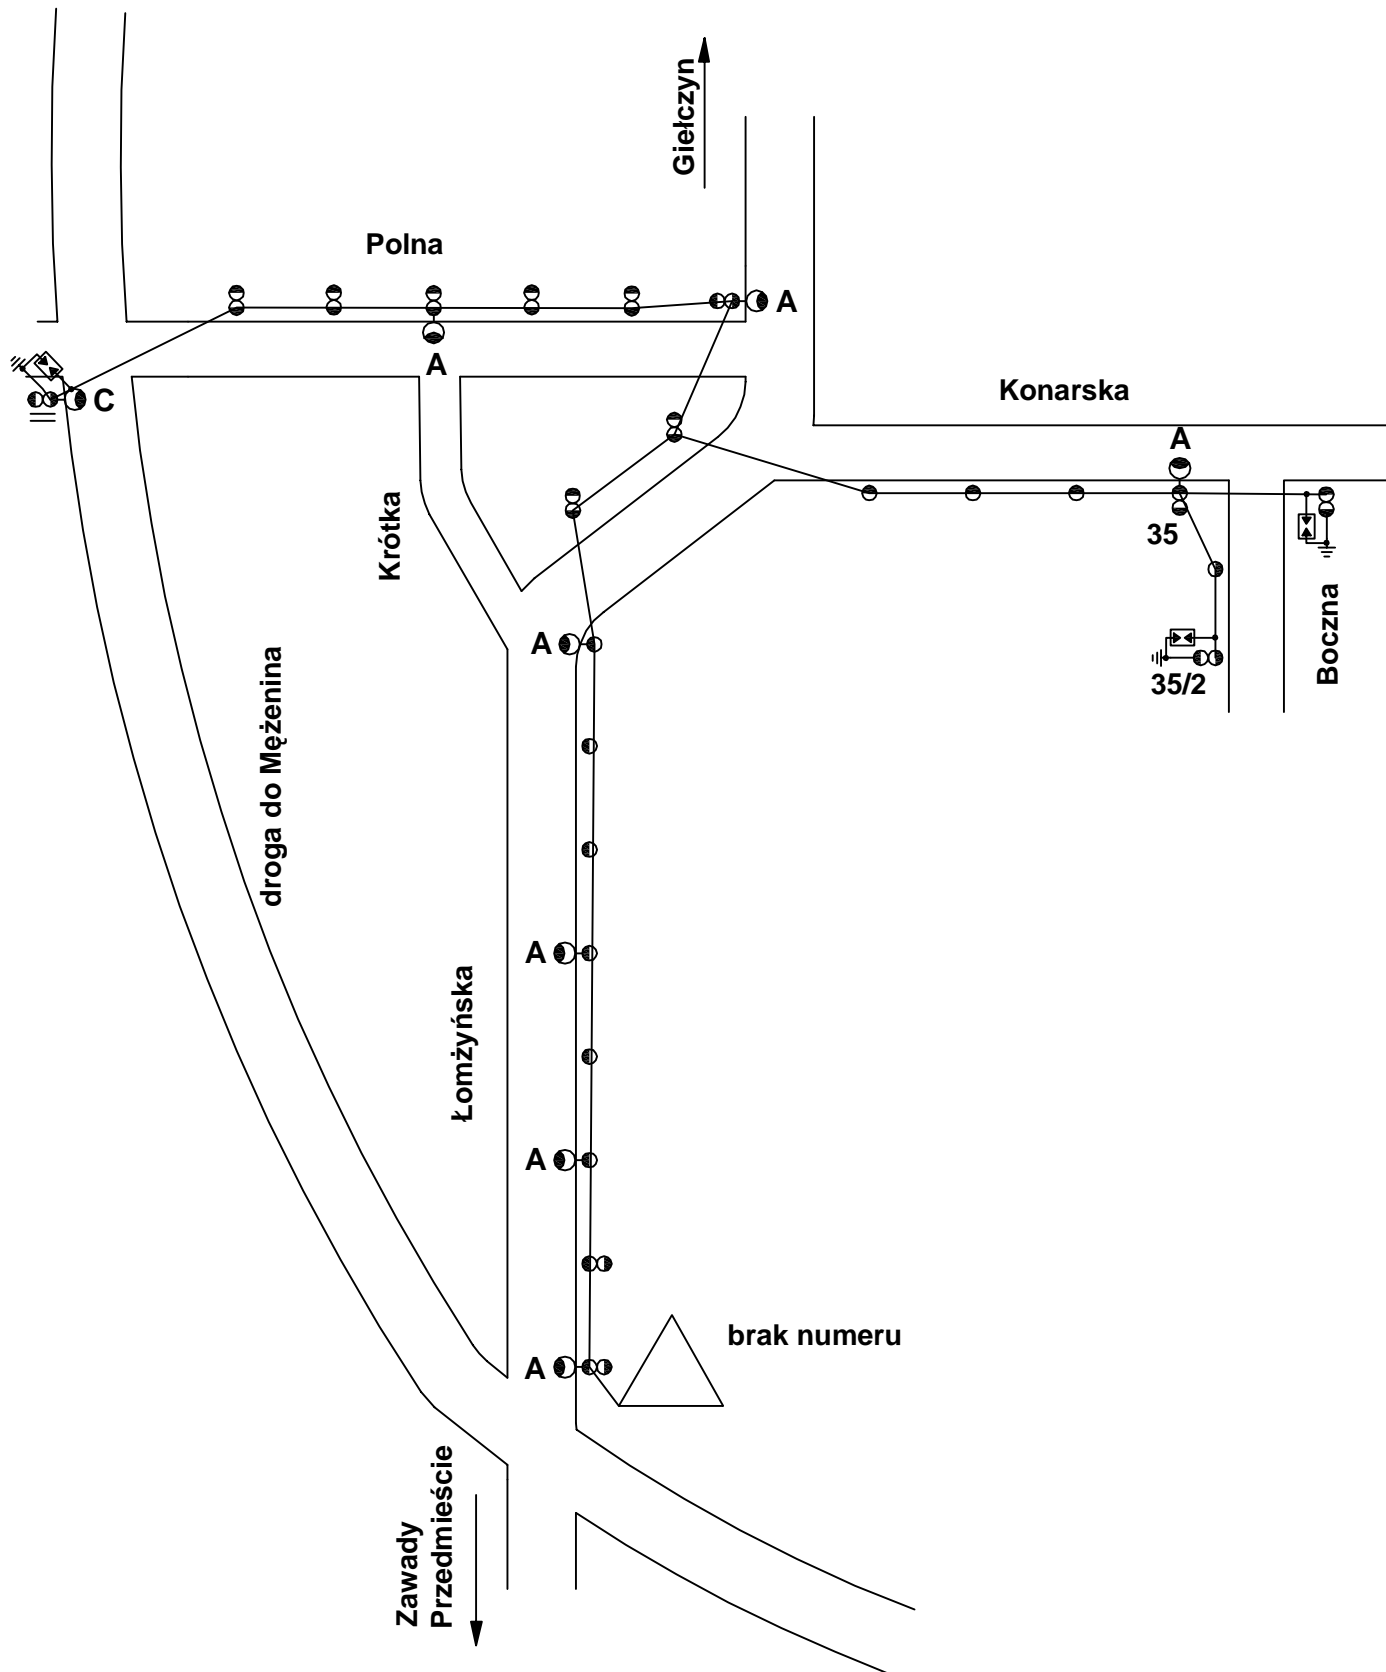 Giełczyn
Polna
A
A
C
Konarska
A
Krótka
35
Boczna
A
35/2
droga do Mężenina
A
Łomżyńska
A
brak numeru
A
Zawady
Przedmieście